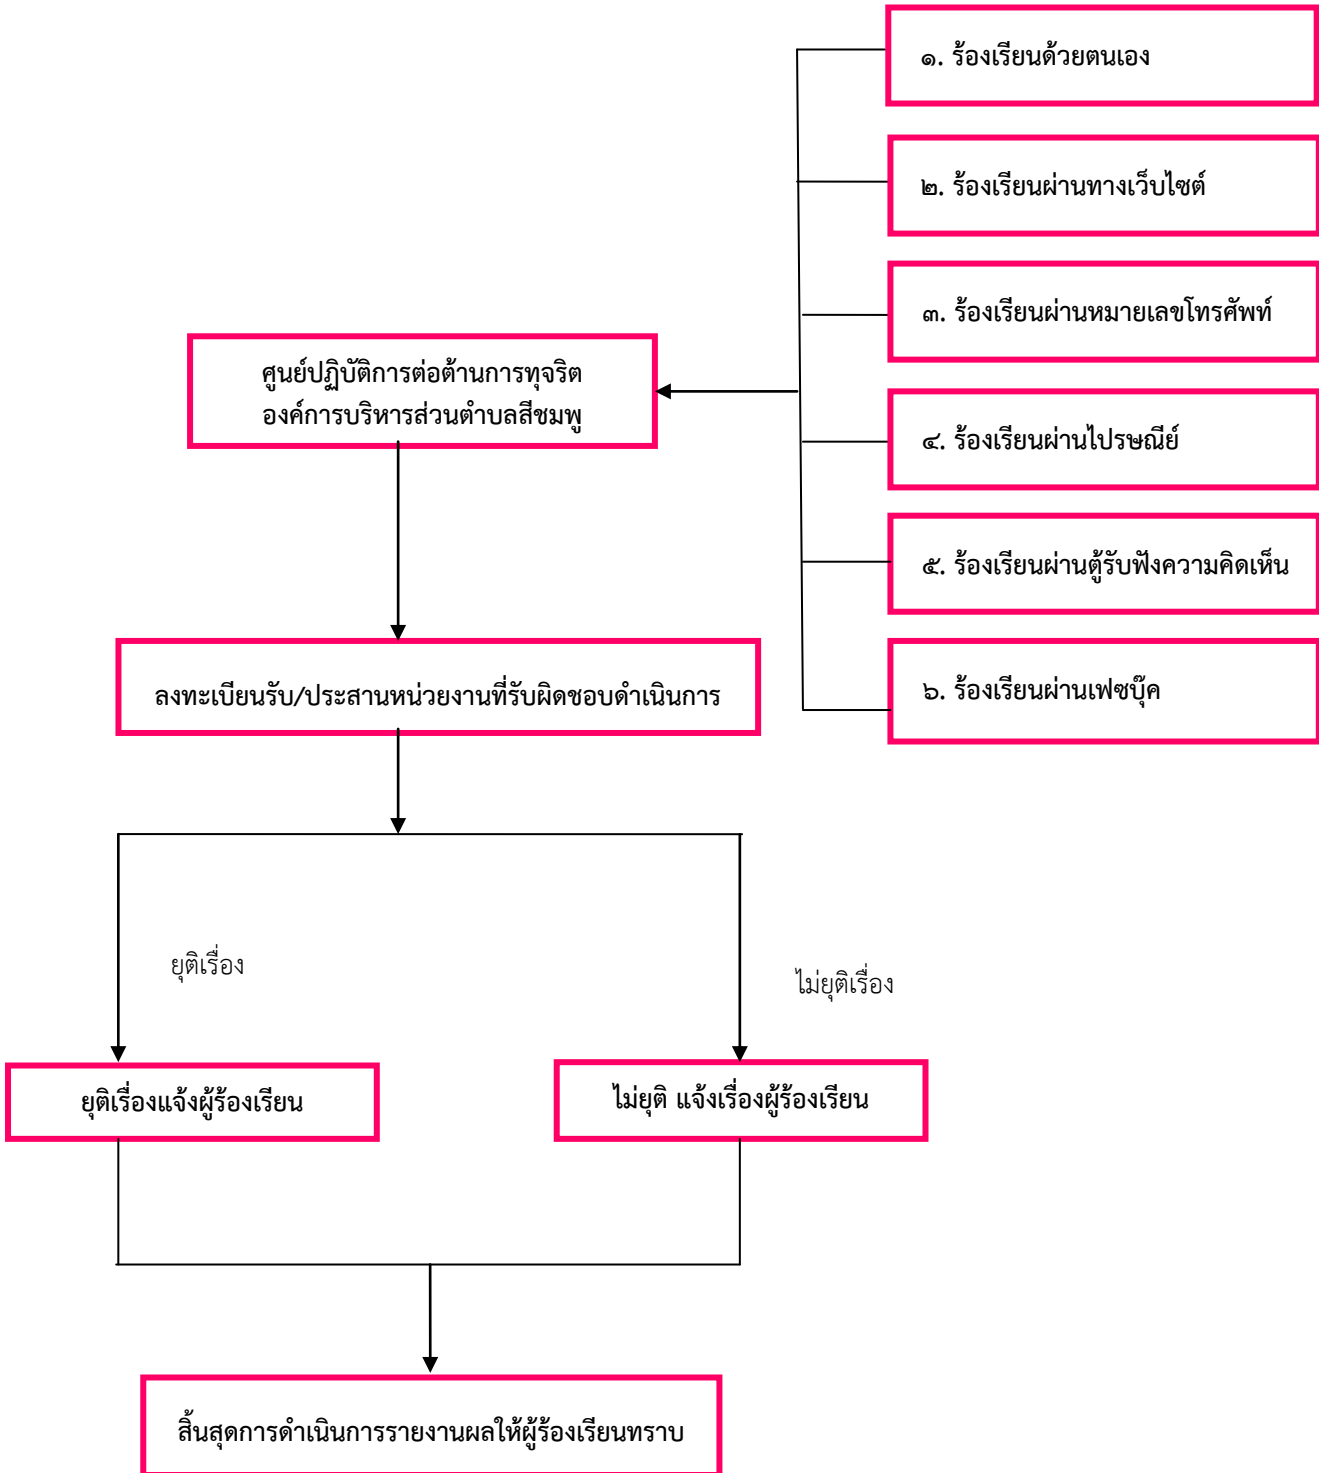 ๑. ร้องเรียนด้วยตนเอง
๒. ร้องเรียนผ่านทางเว็บไซต์
๓. ร้องเรียนผ่านหมายเลขโทรศัพท์
๔. ร้องเรียนผ่านไปรษณีย์
๕. ร้องเรียนผ่านตู้รับฟังความคิดเห็น
๖. ร้องเรียนผ่านเฟซบุ๊ค
ศูนย์ปฏิบัติการต่อต้านการทุจริต
องค์การบริหารส่วนตำบลสีชมพู
ลงทะเบียนรับ/ประสานหน่วยงานที่รับผิดชอบดำเนินการ
ยุติเรื่อง
ไม่ยุติเรื่อง
ยุติเรื่องแจ้งผู้ร้องเรียน
ไม่ยุติ แจ้งเรื่องผู้ร้องเรียน
สิ้นสุดการดำเนินการรายงานผลให้ผู้ร้องเรียนทราบ